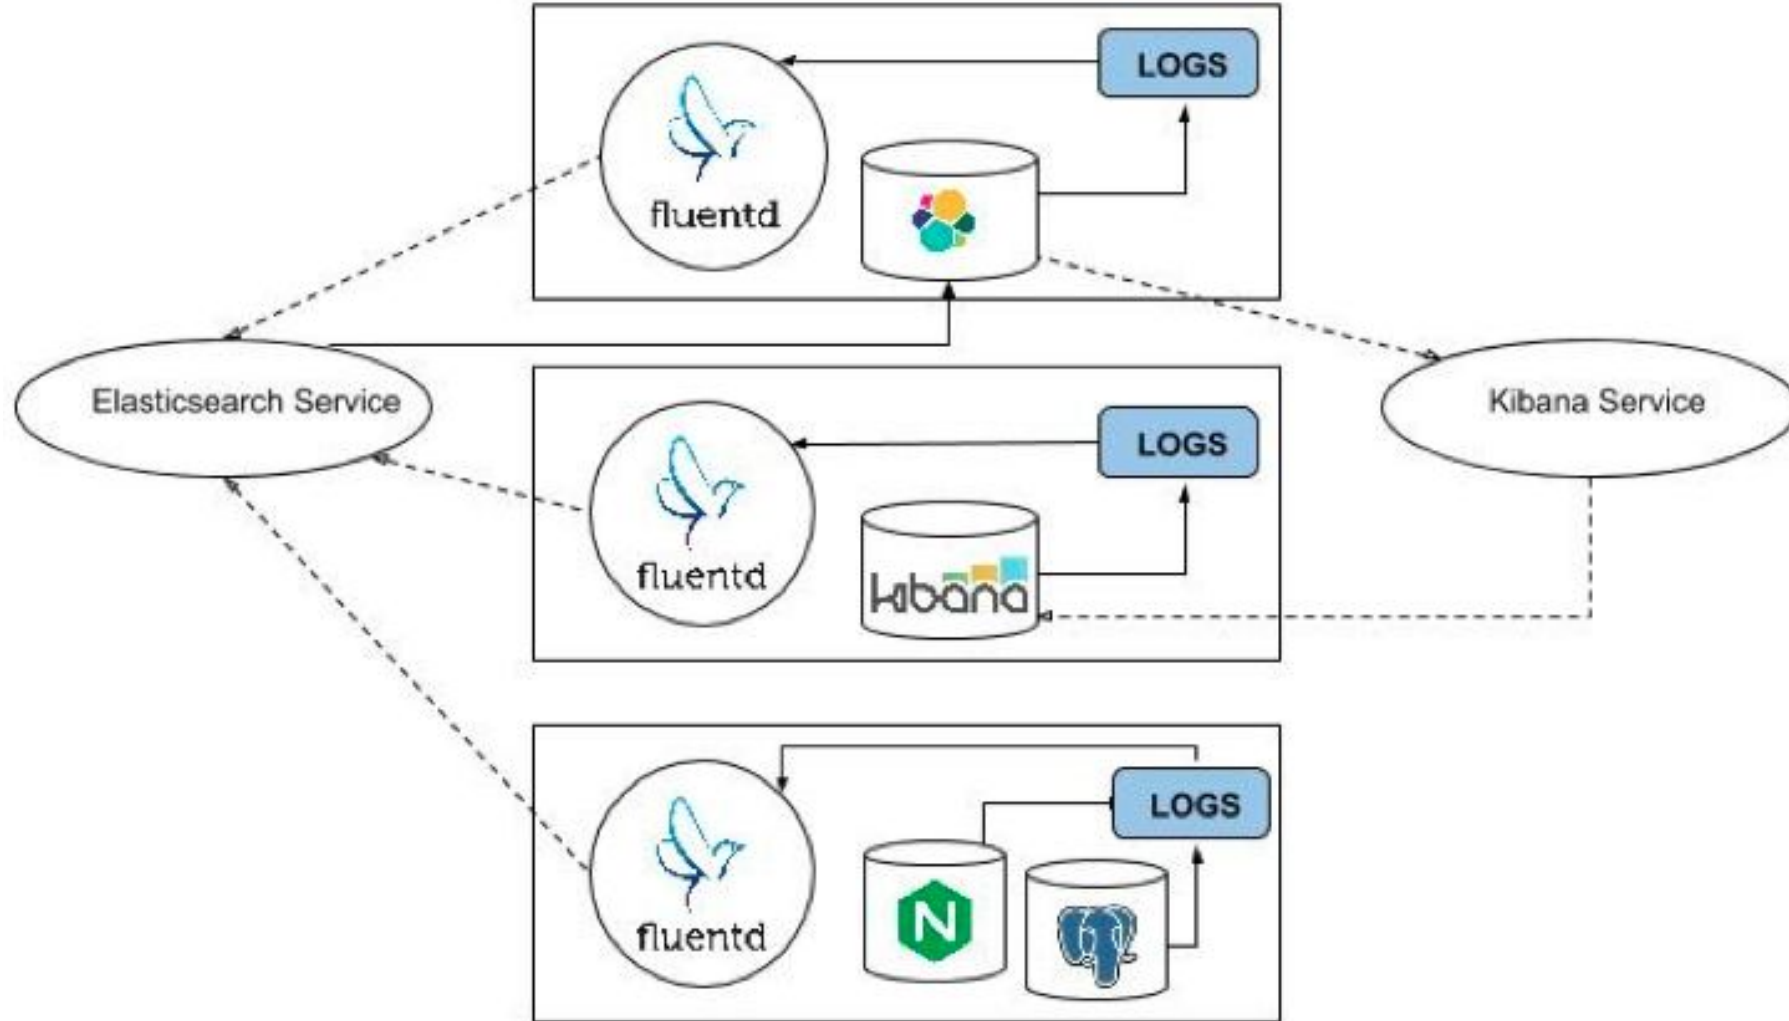 LOGS
fluentd
Elasticsearch Service
Kibana Service
LOGS
fluentd
kibana
LOGS
N
fluentd